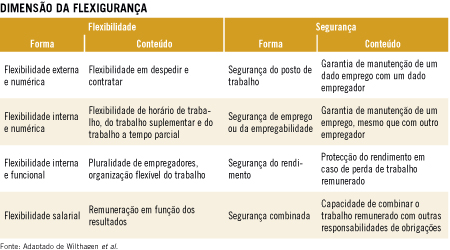 DIMENSÃO DA FLEXIGURANÇA
Flexibilidade Segurança
Forma Conteúdo Forma Conteúdo
Flexibilidade externa
e numérica
Flexibilidade em despedir e
contratar
Segurança do posto de
trabalho
Garantia de manutenção de um
dado emprego com um dado
empregador
Flexibilidade interna
e numérica
Flexibilidade de horário de traba-
lho, do trabalho suplementar e do
trabalho a tempo parcial
Segurança de emprego
ou da empregabilidade
Garantia de manutenção de um
emprego, mesmo que com outro
empregador
Flexibilidade interna
e funcional
Pluralidade de empregadores,
organização flexível do trabalho
Segurança do rendi-
mento
Protecção do rendimento em
caso de perda de trabalho
remunerado
Flexibilidade salarial
Remuneração em função dos
resultados
Segurança combinada
Capacidade de combinar o
trabalho remunerado com outras
responsabilidades de obrigações
Fonte: Adaptado de Wilthagen et al.